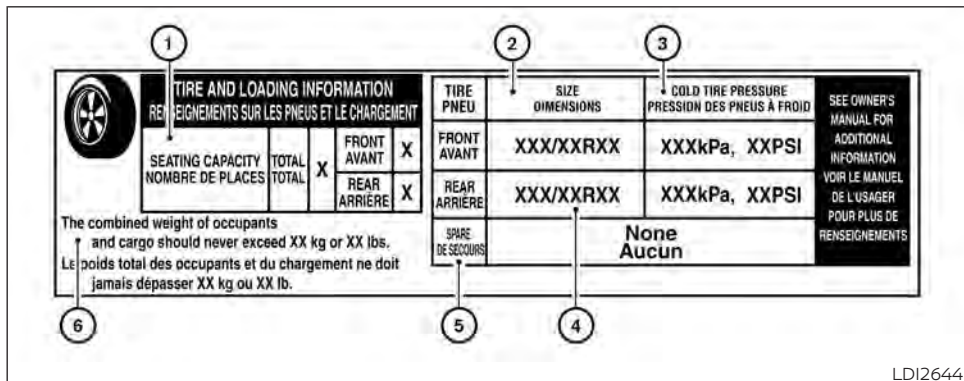 1
2
3
TIRE AND LOADING INFORMATION
RENSEIGNEMENTS SUR LES PNEUS ET LE CHARGEMENT
SEATING CAPACITY
NOMBRE DE PLACES
TOTAL
TOTAL
X
FRONT
AVANT
X
REAR
ARRIÈRE
X
The combined weight of occupants
and cargo should never exceed XX kg or XX lbs.
Le poids total des occupants et du chargement ne doit
jamais dépasser XX kg ou XX lb.
TIRE
PNEU
SIZE
DIMENSIONS
COLD TIRE PRESSURE
PRESSION DES PNEUS À FROID
FRONT
AVANT
XXX/XXRXX
XXXkPa, XXPSI
REAR
ARRIÈRE
XXX/XXRXX
XXXkPa, XXPSI
SPARE
DE SECOURS
None
Aucun
SEE OWNER'S
MANUAL FOR
ADDITIONAL
INFORMATION
VOIR LE MANUEL
DE L'USAGER
POUR PLUS DE
RENSEIGNEMENTS
6
5
4
LDI2644